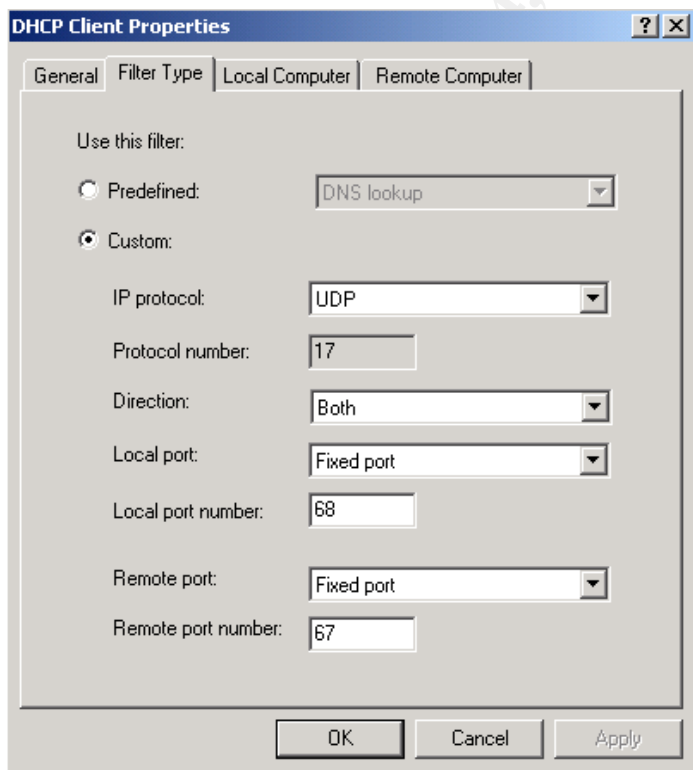 DHCP Client Properties
General Filter Type Local Computer Remote Computer
Use this filter:
Predefined: DNS lookup
Custom:
IP protocol: UDP
Protocol number: 17
Direction: Both
Local port: Fixed port
Local port number: 68
Remote port: Fixed port
Remote port number: 67
OK Cancel Apply